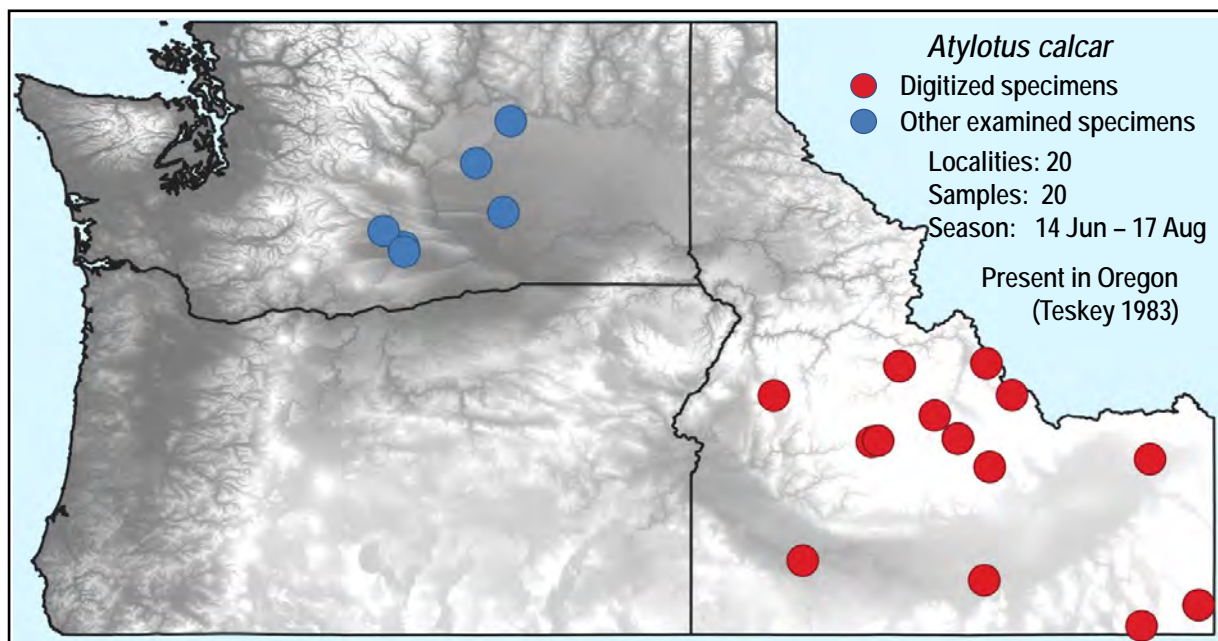 Atylotus calcar
Digitized specimens
Other examined specimens
Localities: 20
Samples: 20
Season: 14 Jun – 17 Aug
Present in Oregon
(Teskey 1983)